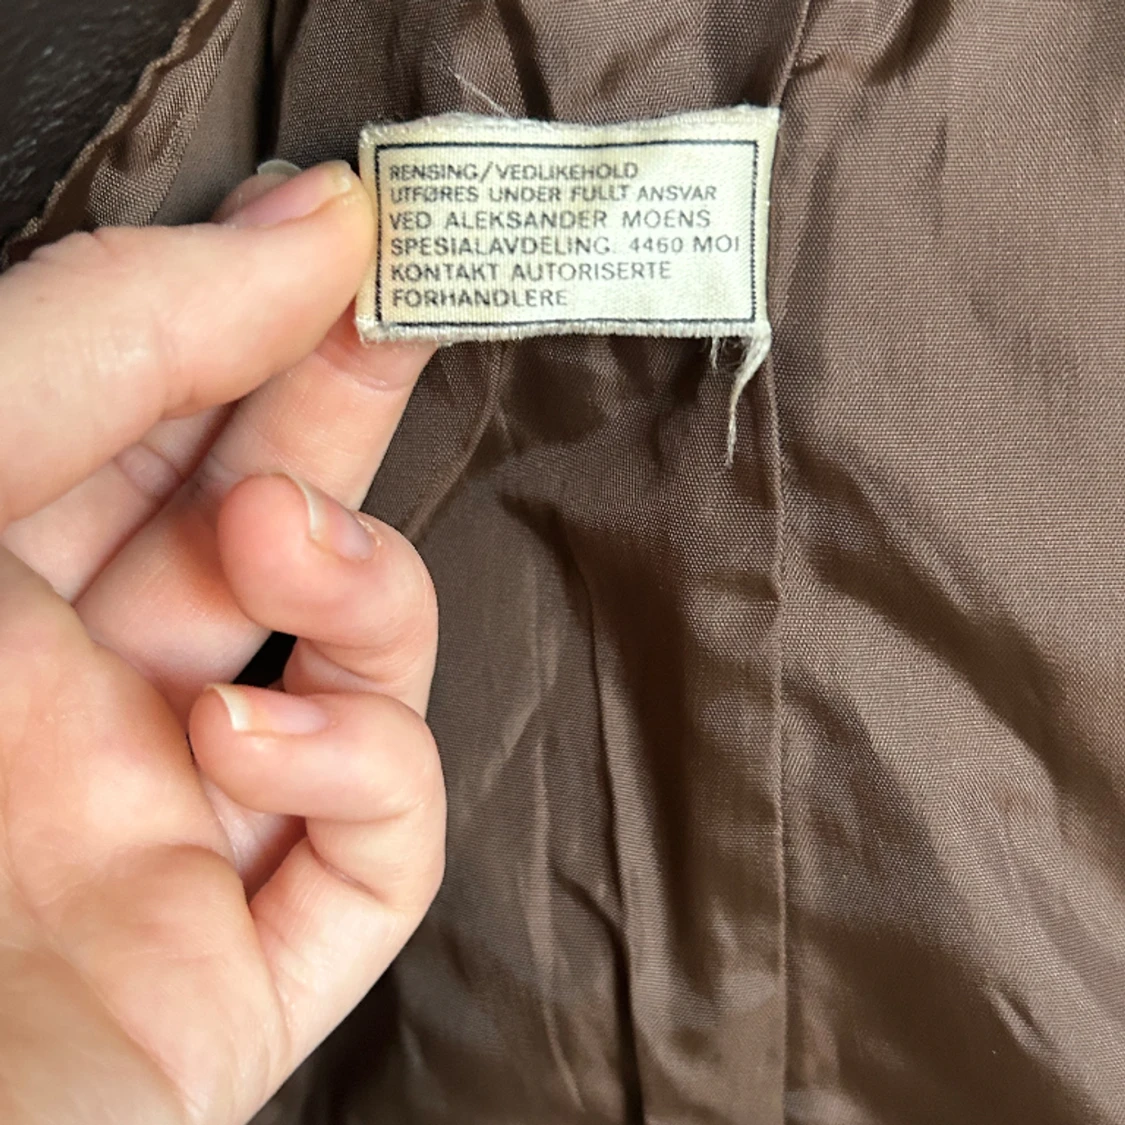 RENSING/VEDLIKEHOLD
UTFØRES UNDER FULLT ANSVAR
VED ALEKSANDER MOENS
SPESIALAVDELING. 4460 MOI
KONTAKT AUTORISERTE
FORHANDLERE